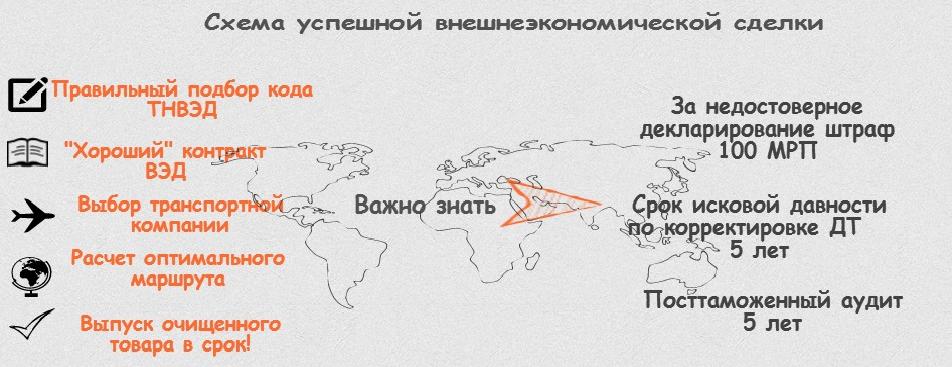 Схема успешной внешнеэкономической сделки
Правильный подбор кода
ТНВЭД
"Хороший" контракт
ВЭД
Выбор транспортной
компании
Расчет оптимального
маршрута
Выпуск очищенного
товара в срок!
Важно знать
За недостоверное
декларирование штраф
100 МРП
Срок исковой давности
по корректировке ДТ
5 лет
Посттаможенный аудит
5 лет